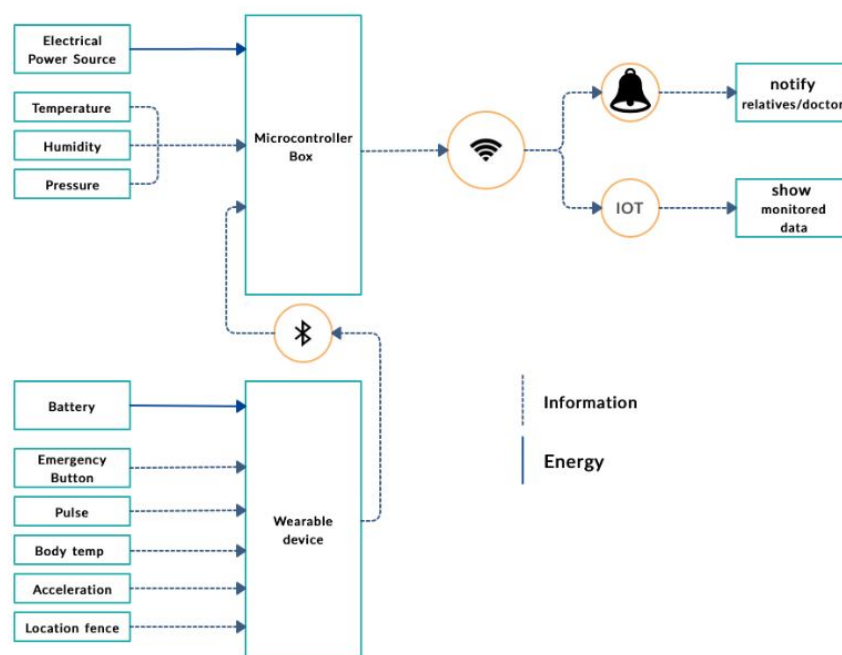 Electrical
Power Source
Temperature
Humidity
Pressure
Microcontroller
Box
notify
relatives/doctor
IOT
show
monitored
data
Battery
Emergency
Button
Pulse
Body temp
Acceleration
Location fence
Wearable
device
Information
Energy